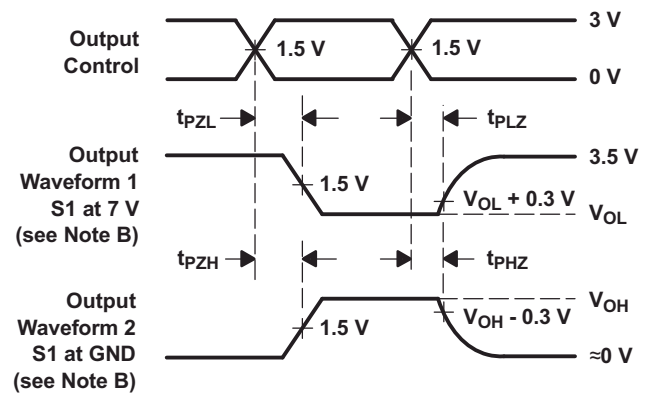 Output
Control
3 V
1.5 V
1.5 V
0 V
tPZL
tPLZ
Output
Waveform 1
S1 at 7 V
(see Note B)
3.5 V
1.5 V
VOL + 0.3 V
VOL
tPZH
tPHZ
Output
Waveform 2
S1 at GND
(see Note B)
VOH
1.5 V
VOH - 0.3 V
≈0 V